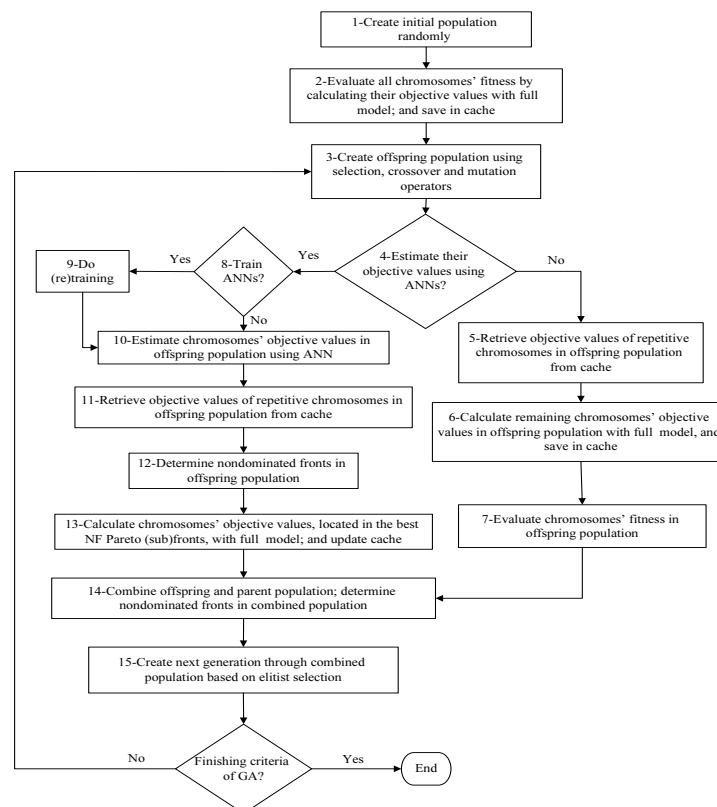 1-Create initial population
randomly
2-Evaluate all chromosomes' fitness by
calculating their objective values with full
model; and save in cache
3-Create offspring population using
selection, crossover and mutation
operators
4-Estimate their
objective values using
ANNs?
Yes
No
8-Train
ANNs?
Yes
No
9-Do
(re)training
10-Estimate chromosomes' objective values in
offspring population using ANN
11-Retrieve objective values of repetitive chromosomes in
offspring population from cache
12-Determine nondominated fronts in
offspring population
13-Calculate chromosomes' objective values, located in the best
NF Pareto (sub)fronts, with full model; and update cache
5-Retrieve objective values of repetitive
chromosomes in offspring population
from cache
6-Calculate remaining chromosomes' objective
values in offspring population with full model, and
save in cache
7-Evaluate chromosomes' fitness in
offspring population
14-Combine offspring and parent population; determine
nondominated fronts in combined population
15-Create next generation through combined
population based on elitist selection
Finishing criteria
of GA?
No
Yes
End